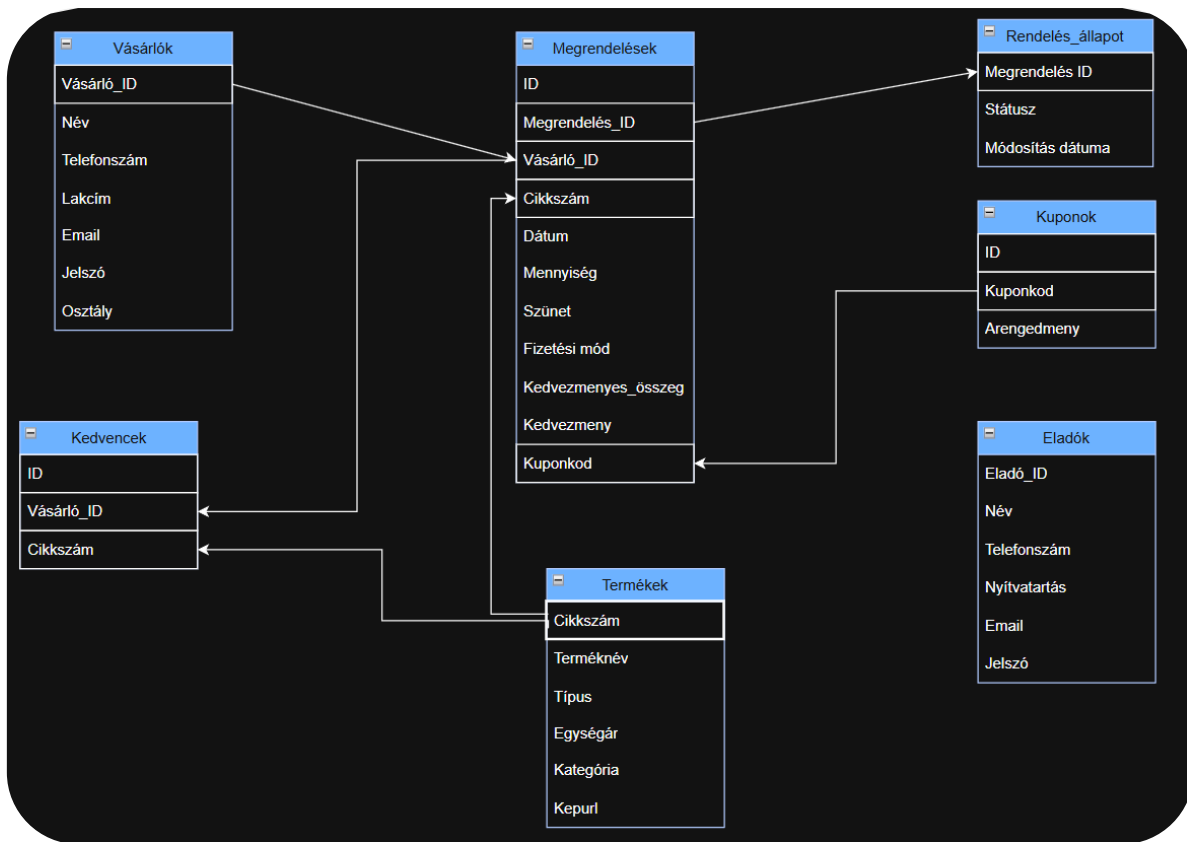 Vásárlók
Vásárló_ID
Név
Telefonszám
Lakcím
Email
Jelszó
Osztály
Megrendelések
ID
Megrendelés_ID
Vásárló_ID
Cikkszám
Dátum
Mennyiség
Szünet
Fizetési mód
Kedvezmenyes_összeg
Kedvezmeny
Kuponkod
Rendelés_állapot
Megrendelés ID
Státusz
Módosítás dátuma
Kuponok
ID
Kuponkod
Arengedmeny
Kedvencek
ID
Vásárló_ID
Cikkszám
Termékek
Cikkszám
Terméknév
Típus
Egységár
Kategória
Kepurl
Eladók
Eladó_ID
Név
Telefonszám
Nyítvatartás
Email
Jelszó